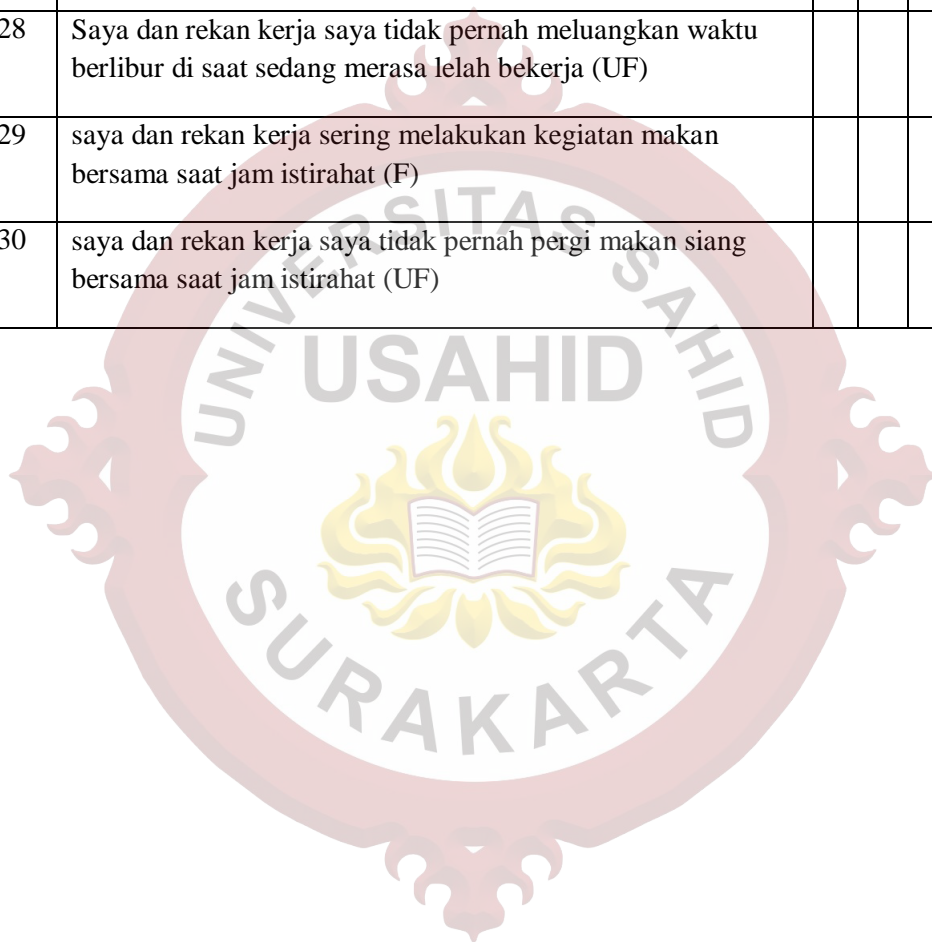 28 Saya dan rekan kerja saya tidak pernah meluangkan waktu
berlibur di saat sedang merasa lelah bekerja (UF)
29 saya dan rekan kerja sering melakukan kegiatan makan
bersama saat jam istirahat (F)
30 saya dan rekan kerja saya tidak pernah pergi makan siang
bersama saat jam istirahat (UF)
UNIVERSITAS SAHID
USAHID
SURAKARTA